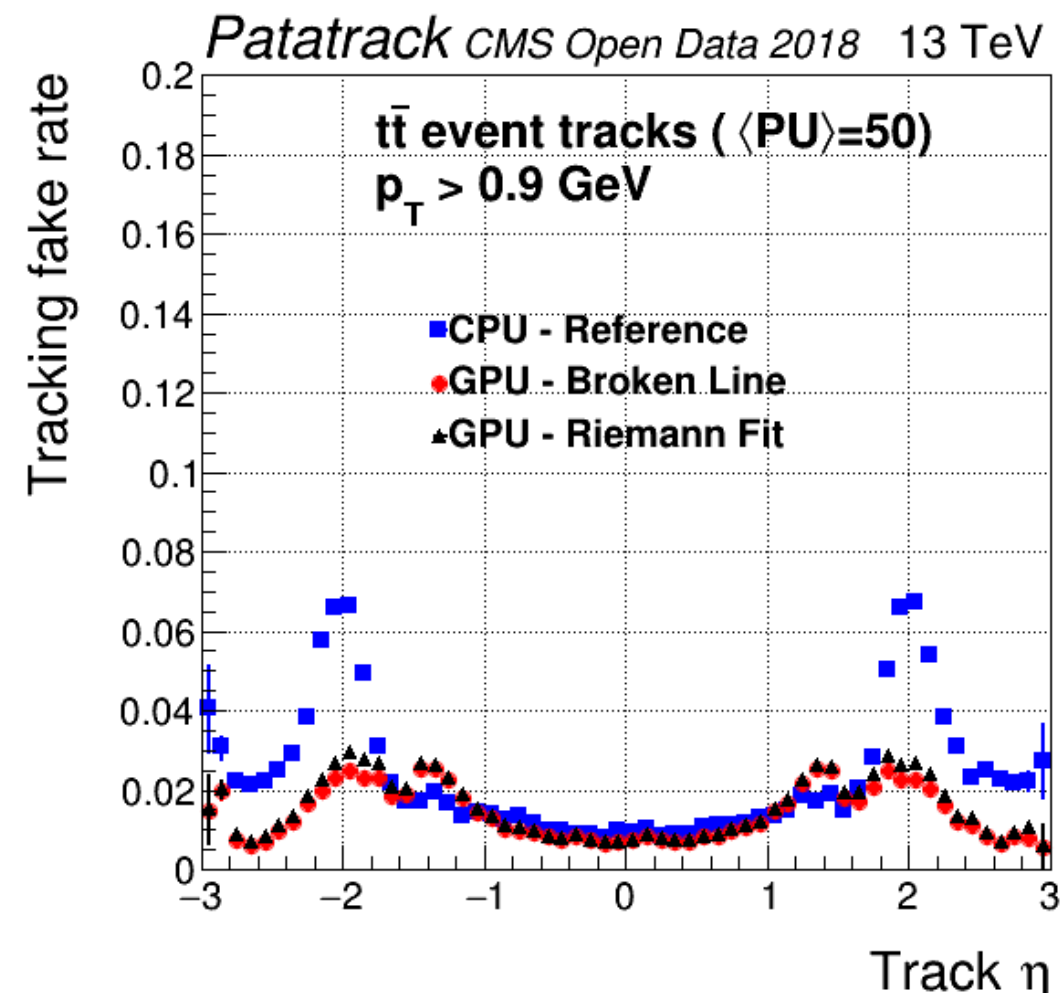 Patatrack CMS Open Data 2018 13 TeV
Tracking fake rate
0.2
0.18
0.16
0.14
0.12
0.1
0.08
0.06
0.04
0.02
0
tt̄ event tracks ( ⟨PU⟩=50)
p_T > 0.9 GeV
CPU - Reference
GPU - Broken Line
GPU - Riemann Fit
−3 −2 −1 0 1 2 3
Track η